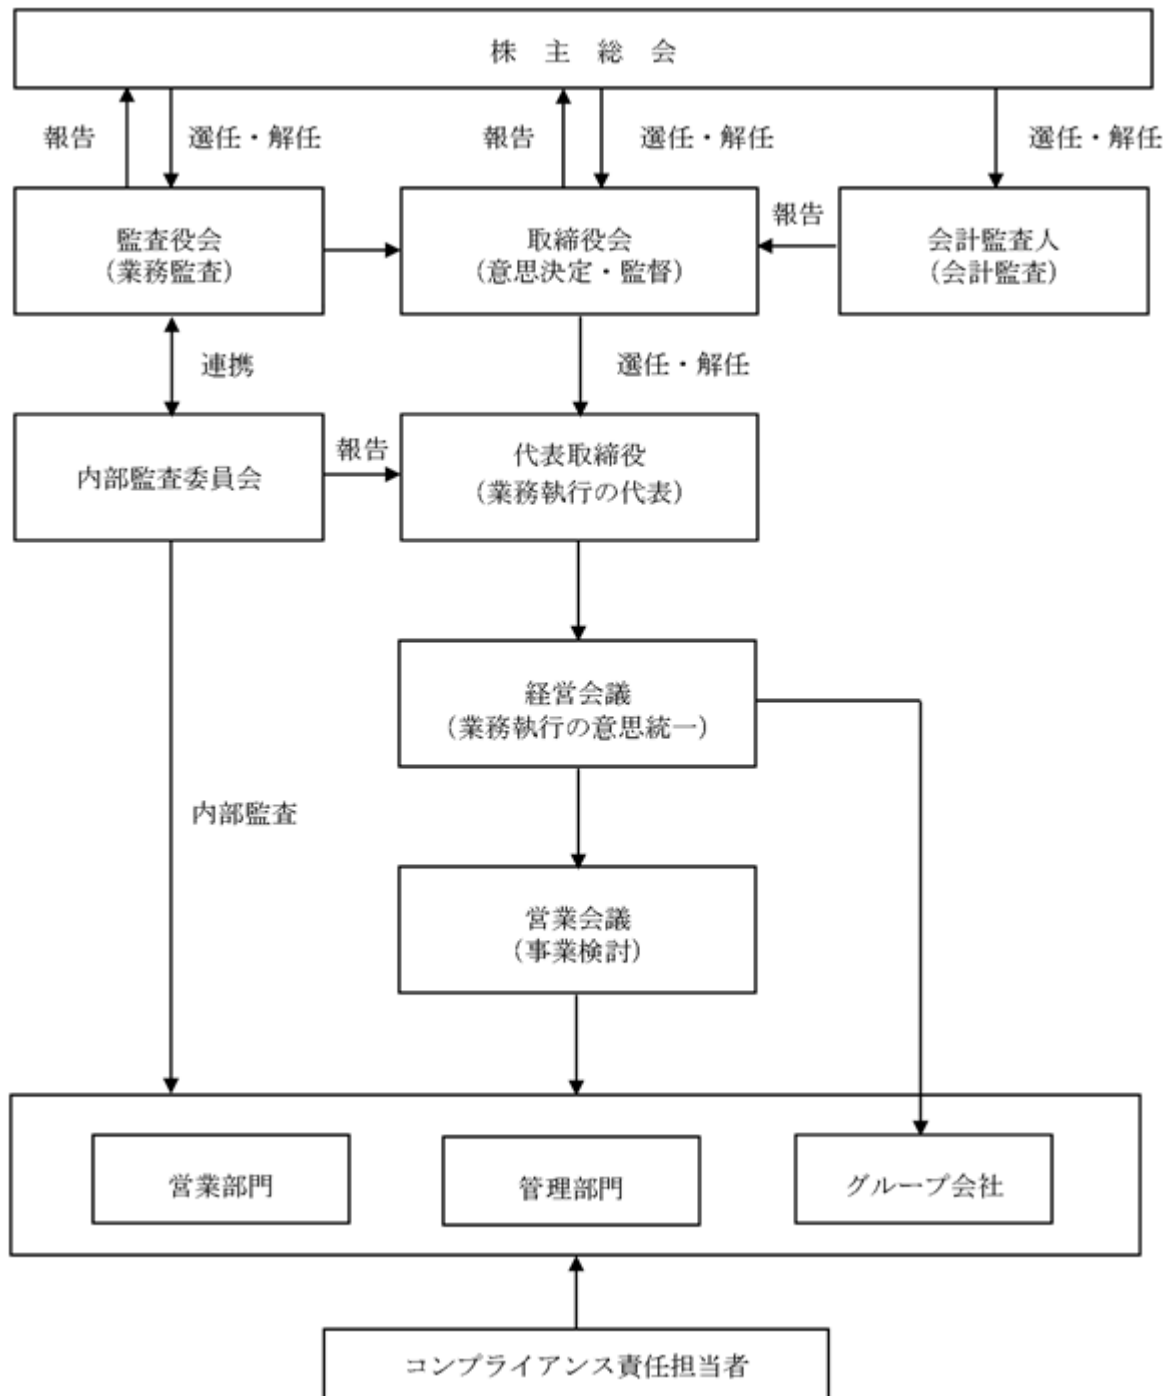 株主総会
報告
選任・解任
報告
選任・解任
選任・解任
監査役会
(業務監査)
取締役会
(意思決定・監督)
報告
会計監査人
(会計監査)
連携
選任・解任
内部監査委員会
報告
代表取締役
(業務執行の代表)
経営会議
(業務執行の意思統一)
内部監査
営業会議
(事業検討)
営業部門
管理部門
グループ会社
コンプライアンス責任担当者